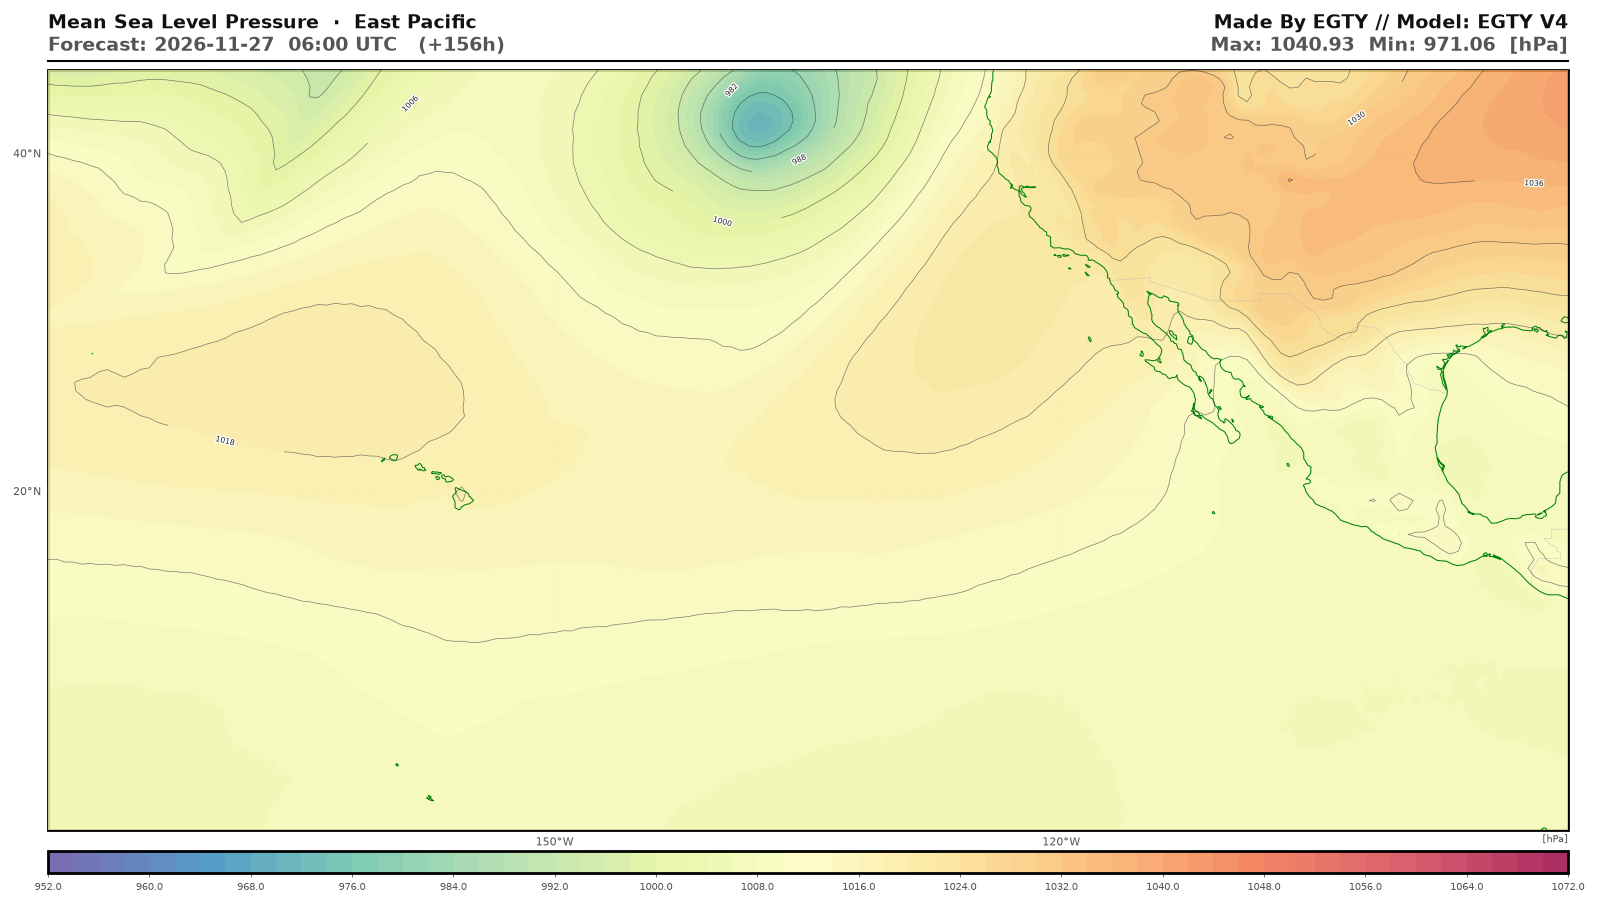 Mean Sea Level Pressure · East Pacific
Made By EGTY // Model: EGTY V4
Forecast: 2026-11-27 06:00 UTC (+156h)
Max: 1040.93 Min: 971.06 [hPa]
982
1006
1030
40°N
988
1036
1000
1018
20°N
150°W
120°W
[hPa]
952.0
960.0
968.0
976.0
984.0
992.0
1000.0
1008.0
1016.0
1024.0
1032.0
1040.0
1048.0
1056.0
1064.0
1072.0